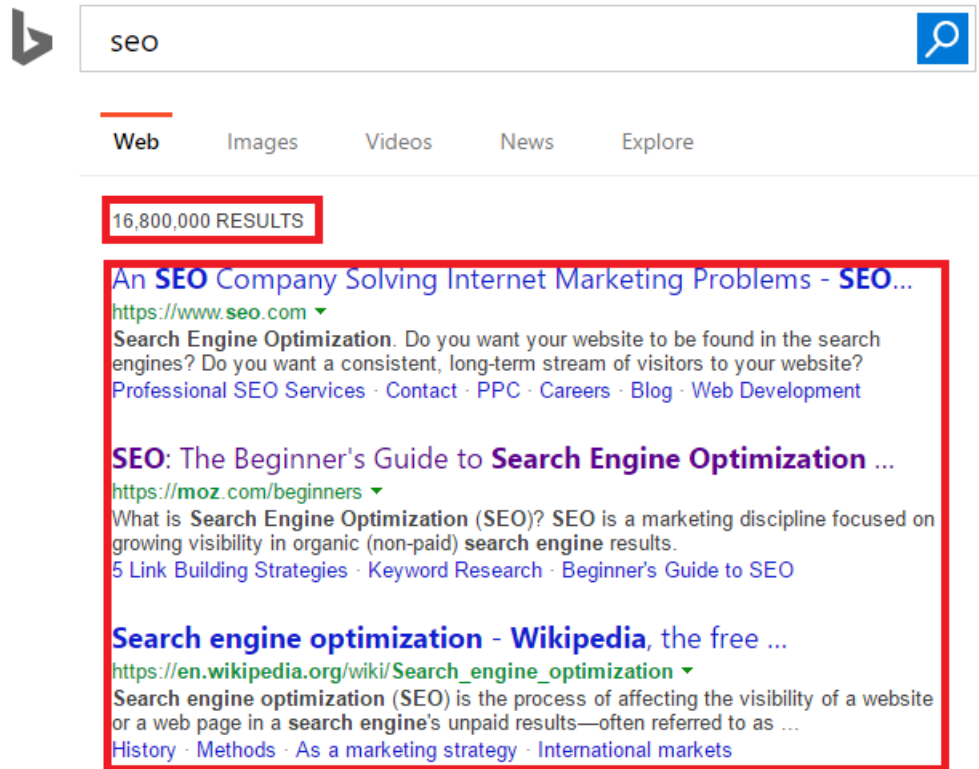 seo
Web Images Videos News Explore
16,800,000 RESULTS
An SEO Company Solving Internet Marketing Problems - SEO...
https://www.seo.com
Search Engine Optimization. Do you want your website to be found in the search
engines? Do you want a consistent, long-term stream of visitors to your website?
Professional SEO Services · Contact · PPC · Careers · Blog · Web Development
SEO: The Beginner's Guide to Search Engine Optimization ...
https://moz.com/beginners
What is Search Engine Optimization (SEO)? SEO is a marketing discipline focused on
growing visibility in organic (non-paid) search engine results.
5 Link Building Strategies · Keyword Research · Beginner's Guide to SEO
Search engine optimization - Wikipedia, the free ...
https://en.wikipedia.org/wiki/Search_engine_optimization
Search engine optimization (SEO) is the process of affecting the visibility of a website
or a web page in a search engine's unpaid results—often referred to as ...
History · Methods · As a marketing strategy · International markets